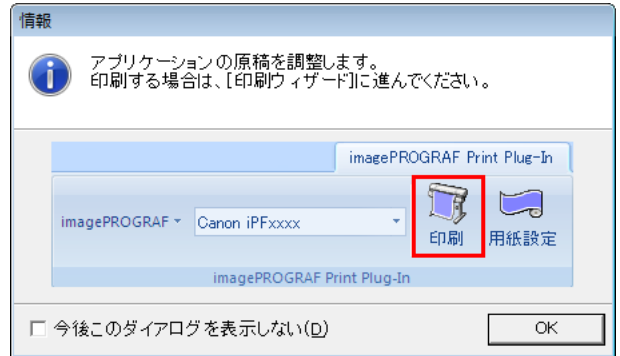 情報
アプリケーションの原稿を調整します。
印刷する場合は、[印刷ウィザード]に進んでください。
imagePROGRAF Print Plug-In
imagePROGRAF
Canon iPFxxxx
印刷
用紙設定
imagePROGRAF Print Plug-In
今後このダイアログを表示しない(D)
OK